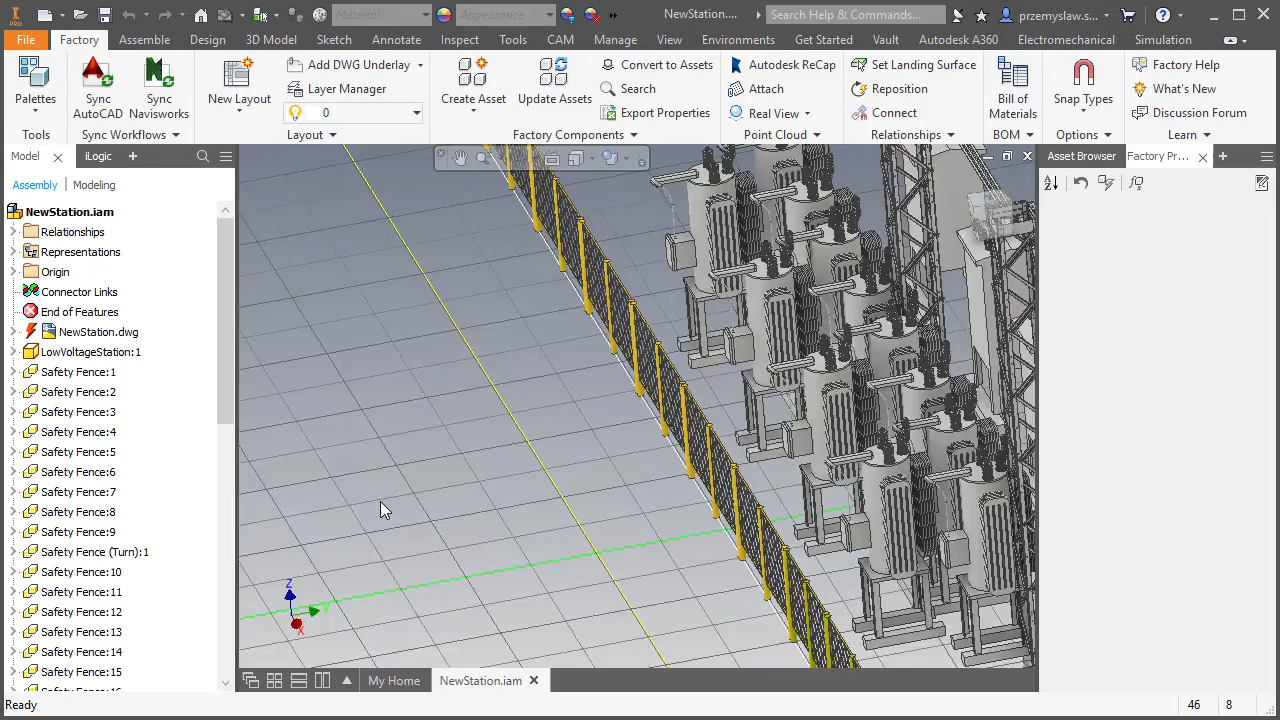 PRO
Material
Appearance
NewStation....
Search Help & Commands...
przemyslaw.s...
File
Factory
Assemble
Design
3D Model
Sketch
Annotate
Inspect
Tools
CAM
Manage
View
Environments
Get Started
Vault
Autodesk A360
Electromechanical
Simulation
Palettes
Tools
Sync AutoCAD
Sync Navisworks
Sync Workflows
New Layout
Add DWG Underlay
Layer Manager
0
Layout
Create Asset
Update Assets
Convert to Assets
Search
Export Properties
Factory Components
Autodesk ReCap
Attach
Real View
Point Cloud
Set Landing Surface
Reposition
Connect
Relationships
Bill of Materials
BOM
Snap Types
Options
Factory Help
What's New
Discussion Forum
Learn
Model
iLogic
Assembly
Modeling
NewStation.iam
Relationships
Representations
Origin
Connector Links
End of Features
NewStation.dwg
LowVoltageStation:1
Safety Fence:1
Safety Fence:2
Safety Fence:3
Safety Fence:4
Safety Fence:5
Safety Fence:6
Safety Fence:7
Safety Fence:8
Safety Fence:9
Safety Fence (Turn):1
Safety Fence:10
Safety Fence:11
Safety Fence:12
Safety Fence:13
Safety Fence:14
Safety Fence:15
Z
Y
X
Asset Browser
Factory Pr...
My Home
NewStation.iam
Ready
46
8